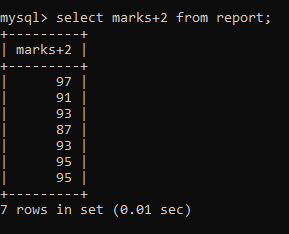 mysql> select marks+2 from report;
+---------+
| marks+2 |
+---------+
|      97 |
|      91 |
|      93 |
|      87 |
|      93 |
|      95 |
|      95 |
+---------+
7 rows in set (0.01 sec)